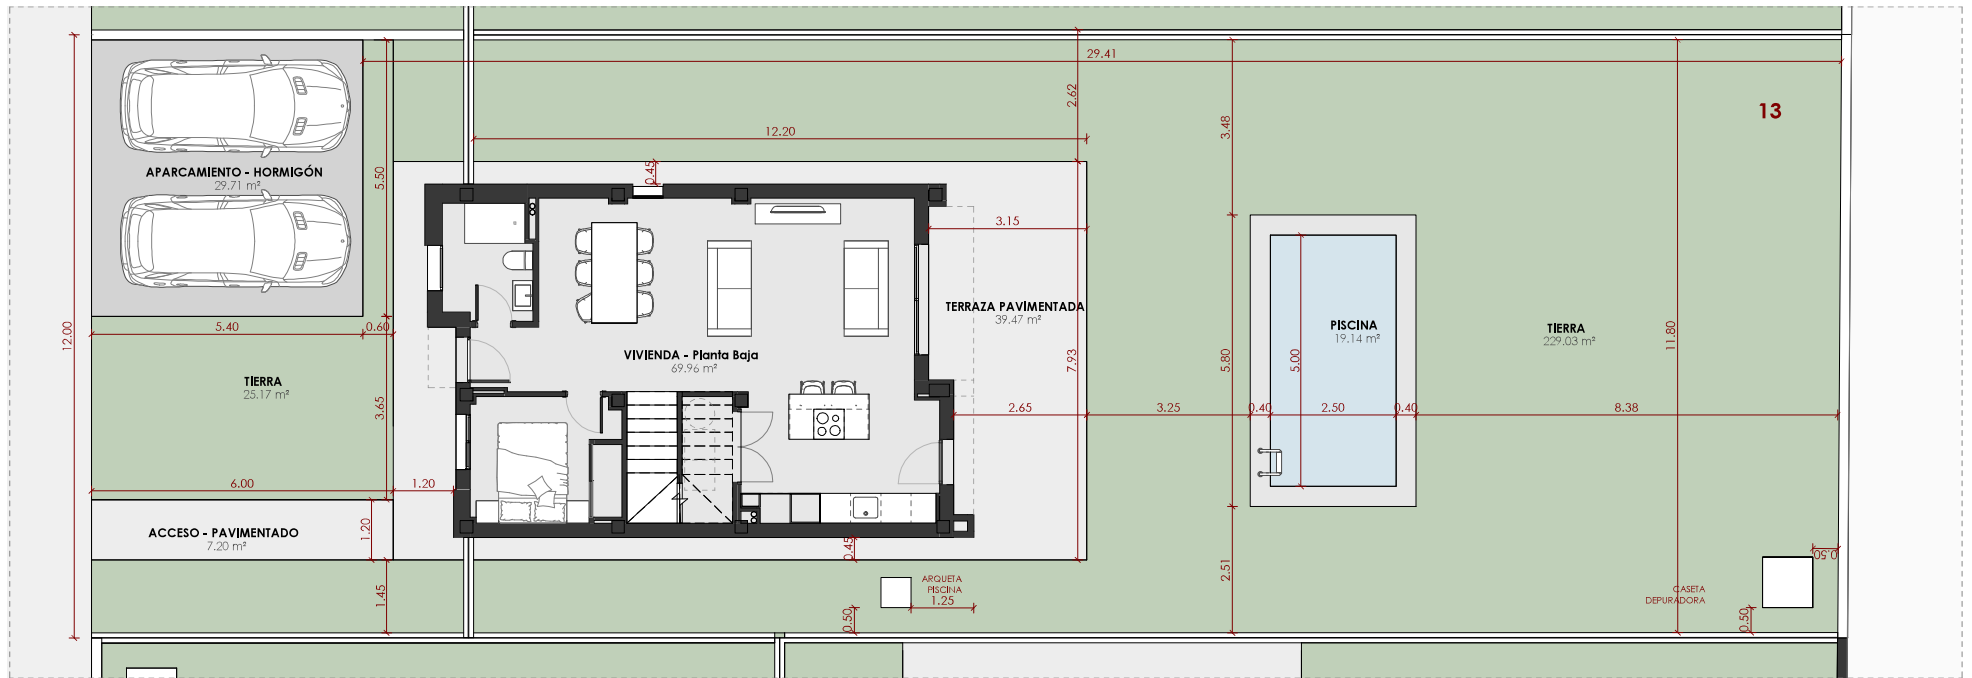 29.41
13
2.62
3.48
12.20
0.45
APARCAMIENTO - HORMIGÓN
29.71 m²
5.50
3.15
TERRAZA PAVIMENTADA
39.47 m²
5.40
0.60
12.00
PISCINA
19.14 m²
TIERRA
229.03 m²
11.80
VIVIENDA - Planta Baja
69.96 m²
7.93
5.80
5.00
TIERRA
25.17 m²
3.65
2.65
3.25
0.40
2.50
0.40
8.38
6.00
1.20
ACCESO - PAVIMENTADO
7.20 m²
1.20
0.45
0.50
2.51
1.45
ARQUETA
PISCINA
1.25
0.50
CASETA
DEPURADORA
0.50